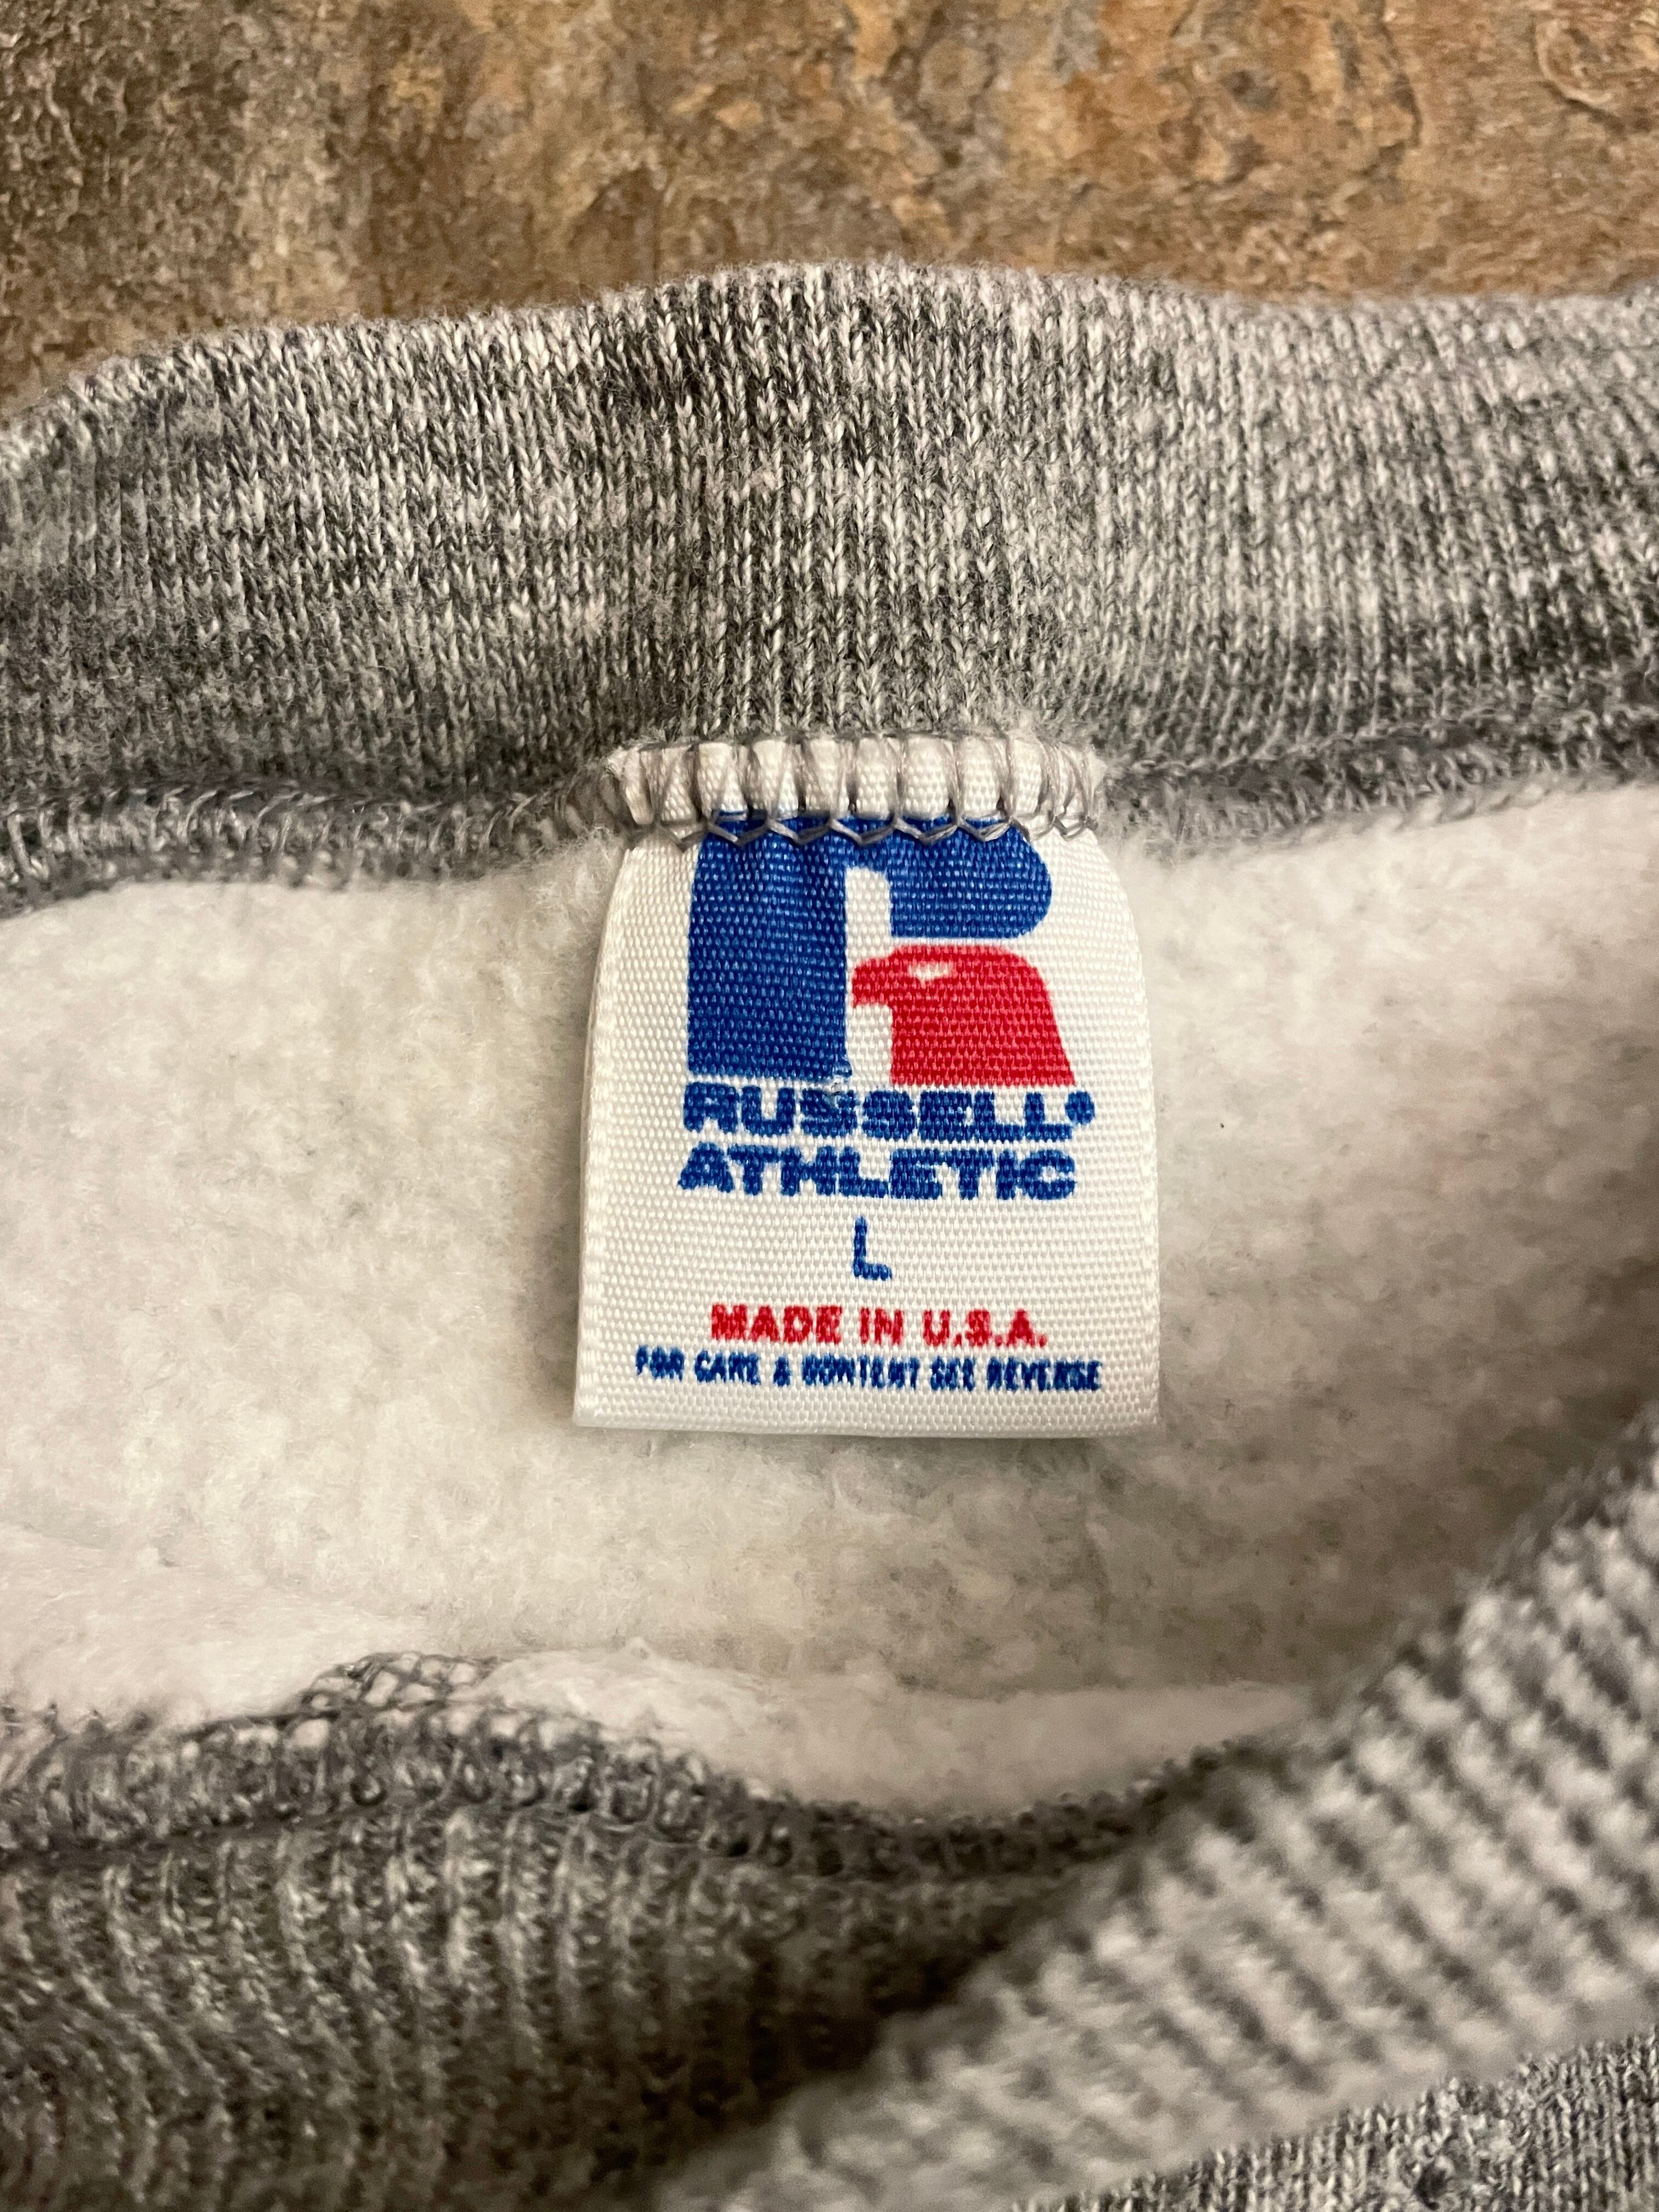 RUSSELL®
ATHLETIC
L
MADE IN U.S.A.
FOR CARE & CONTENT SEE REVERSE